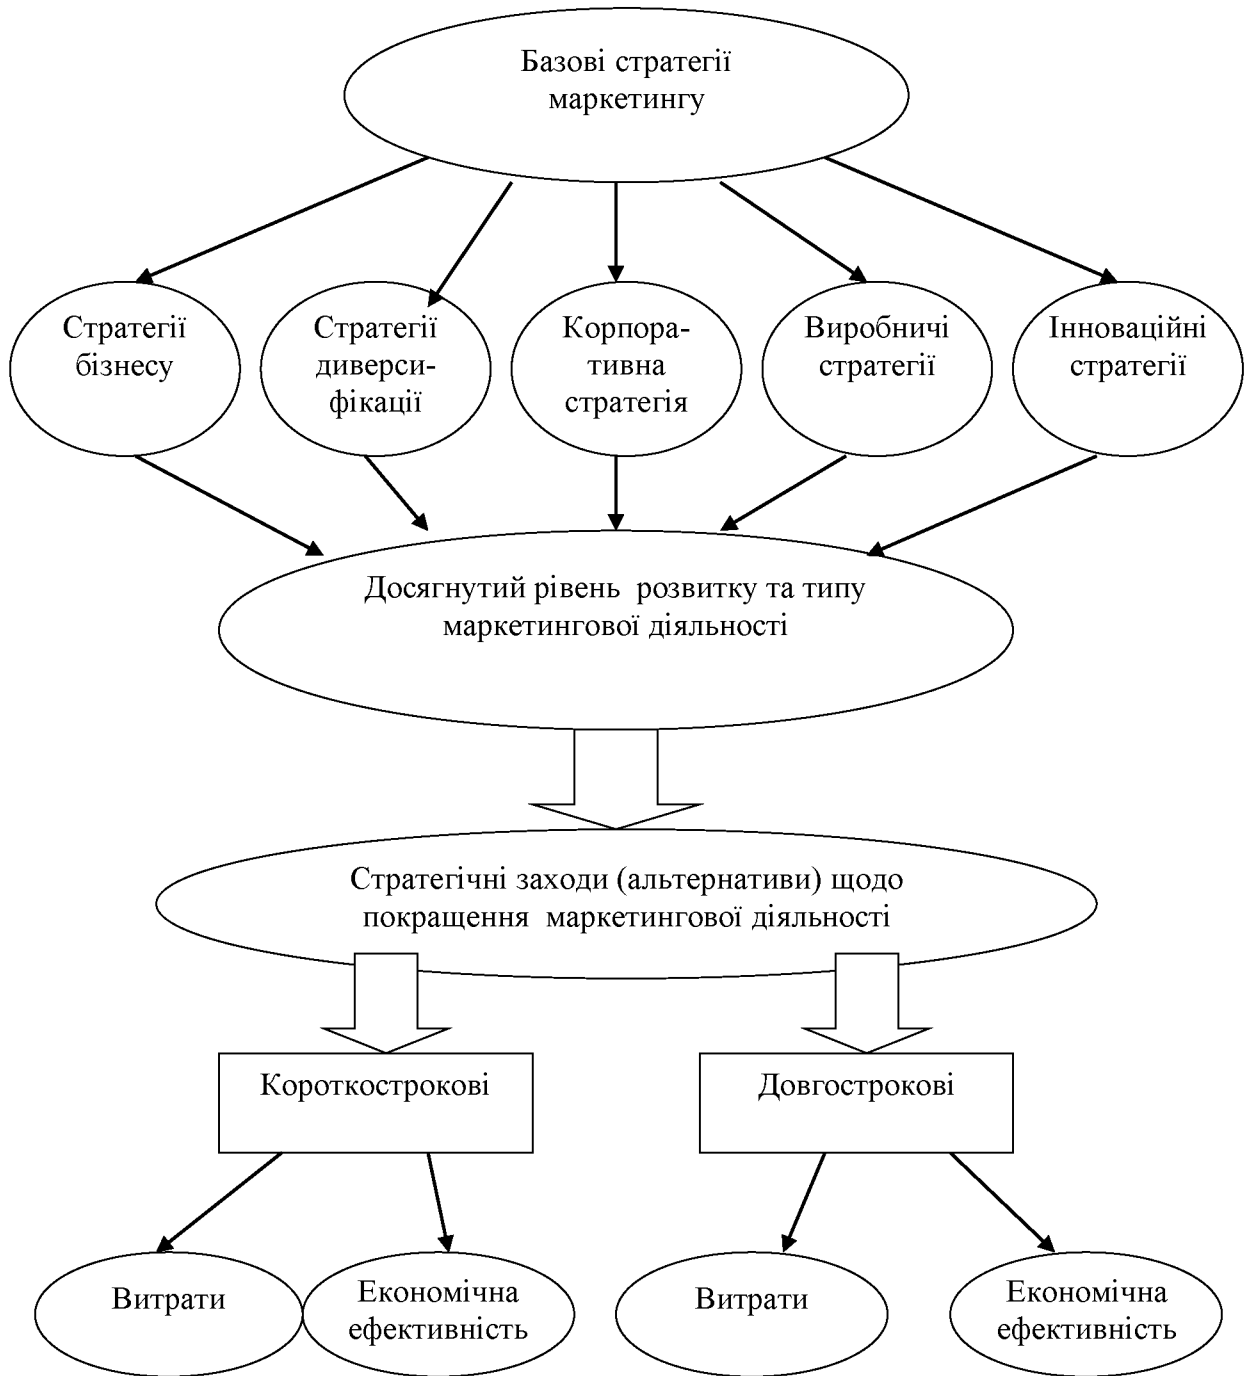 Базові стратегії
маркетингу
Стратегії
бізнесу
Стратегії
диверси-
фікації
Корпора-
тивна
стратегія
Виробничі
стратегії
Інноваційні
стратегії
Досягнутий рівень розвитку та типу
маркетингової діяльності
Стратегічні заходи (альтернативи) щодо
покращення маркетингової діяльності
Короткострокові
Довгострокові
Витрати
Економічна
ефективність
Витрати
Економічна
ефективність